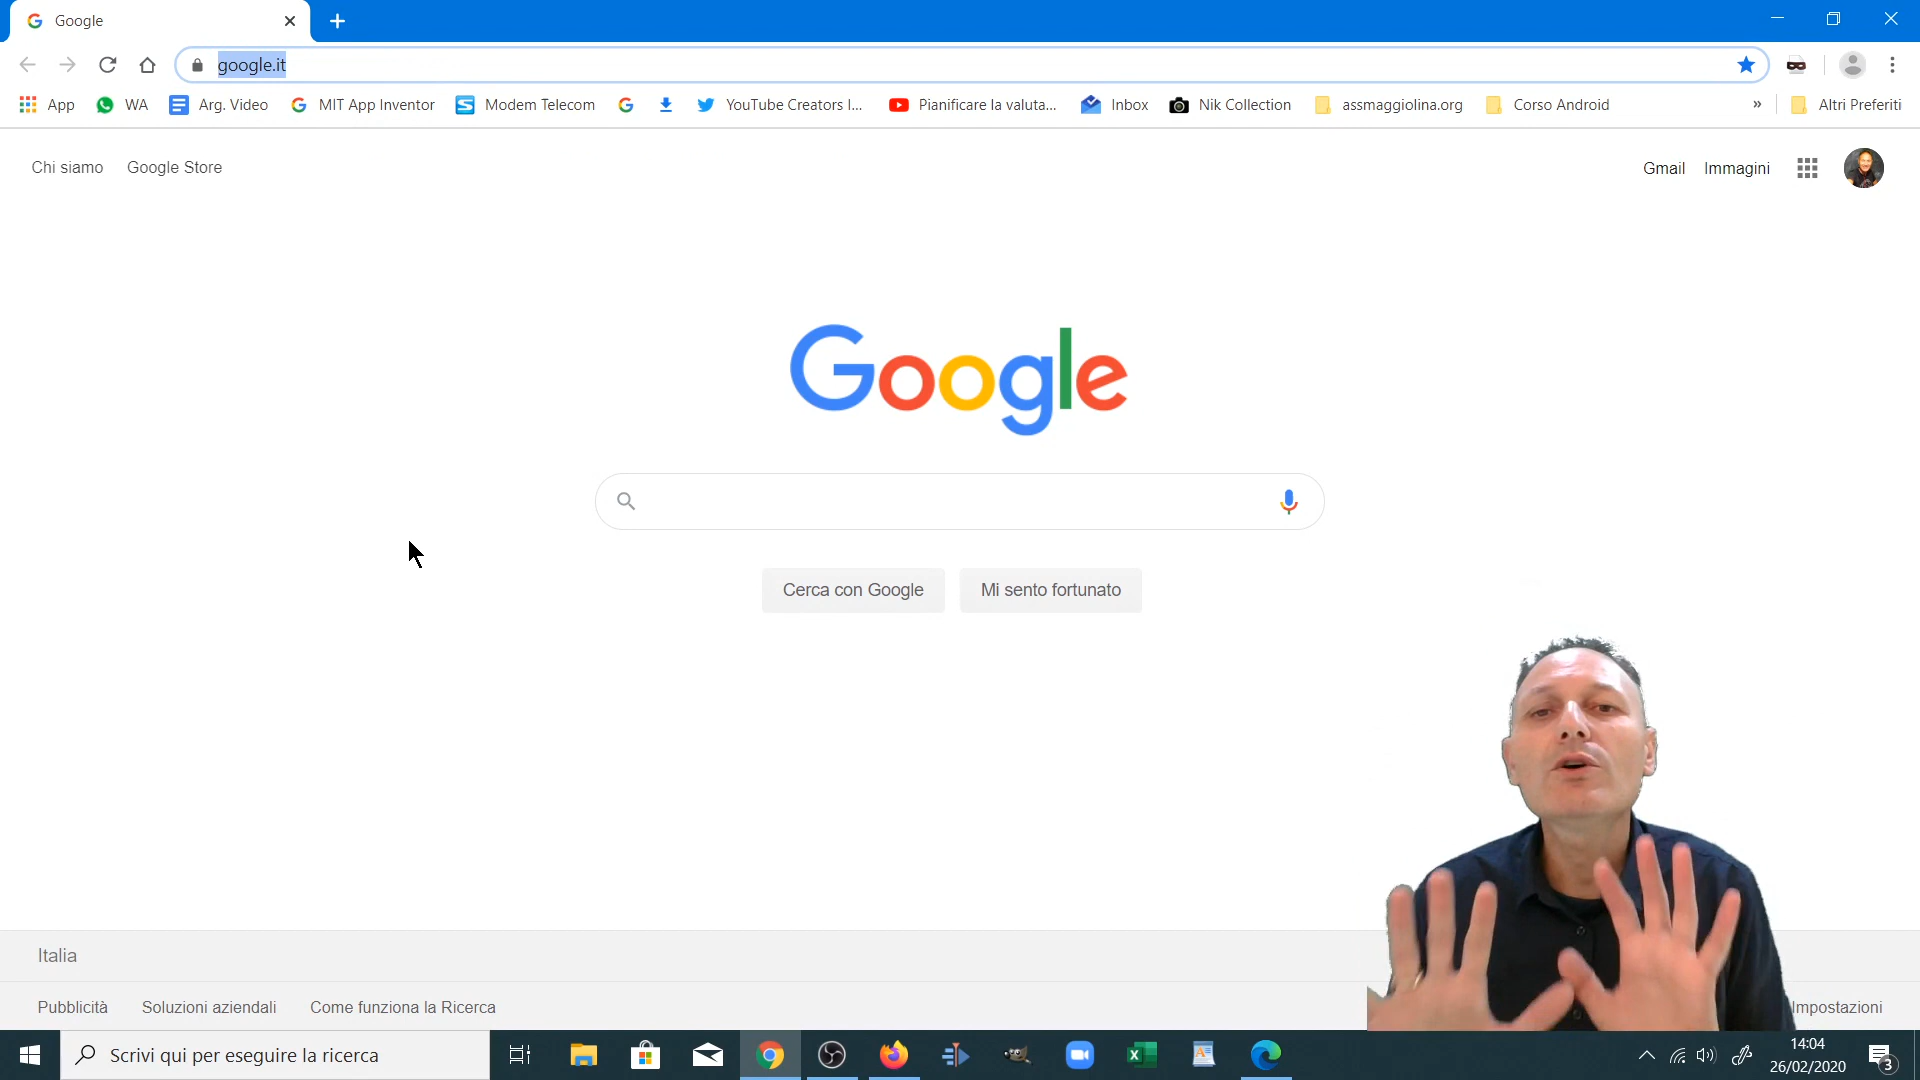 Google
google.it
App WA Arg. Video MIT App Inventor Modem Telecom YouTube Creators I... Pianificare la valuta... Inbox Nik Collection assmaggiolina.org Corso Android » Altri Preferiti
Chi siamo Google Store Gmail Immagini
Google
Cerca con Google Mi sento fortunato
Italia
Pubblicità Soluzioni aziendali Come funziona la Ricerca Impostazioni
Scrivi qui per eseguire la ricerca
14:04
26/02/2020
3